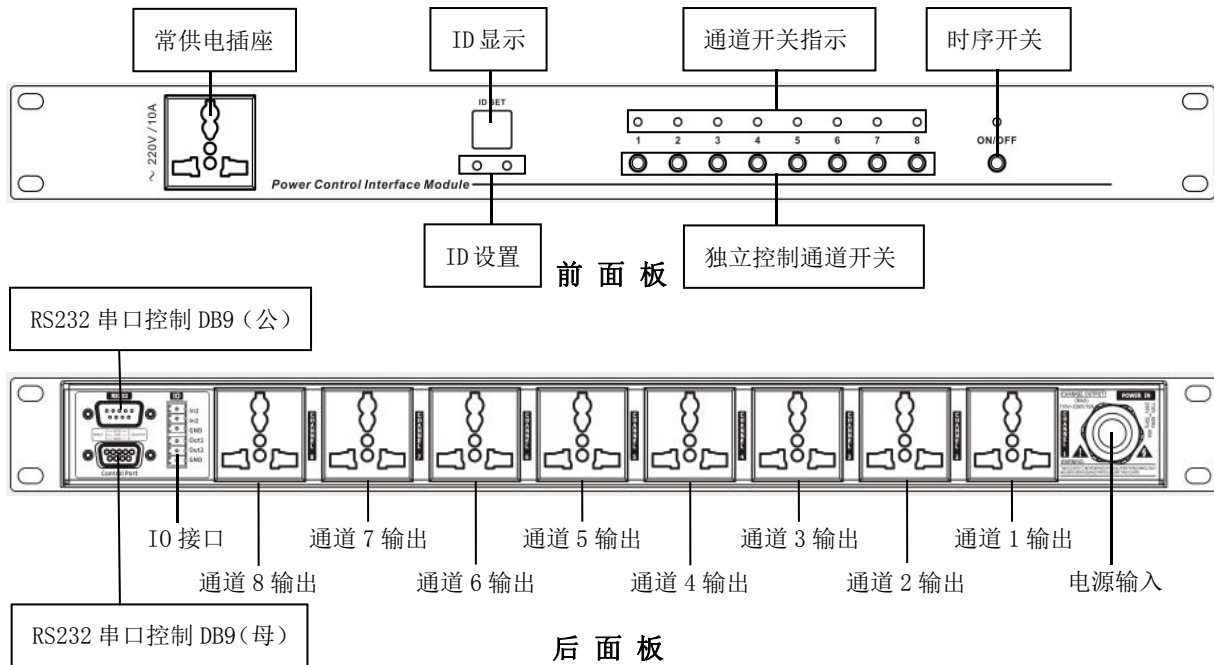 常供电插座
ID 显示
通道开关指示
时序开关
ID SET
～ 220V/10A
1 2 3 4 5 6 7 8
ON/OFF
Power Control Interface Module
ID 设置
独立控制通道开关
前 面 板
RS232 串口控制 DB9（公）
IO
CHANNEL OUTPUT
POWER IN
In1
In2
GND
Out1
Out2
GND
Control Port
IO 接口
通道 7 输出
通道 5 输出
通道 3 输出
通道 1 输出
通道 8 输出
通道 6 输出
通道 4 输出
通道 2 输出
电源输入
RS232 串口控制 DB9（母）
后 面 板